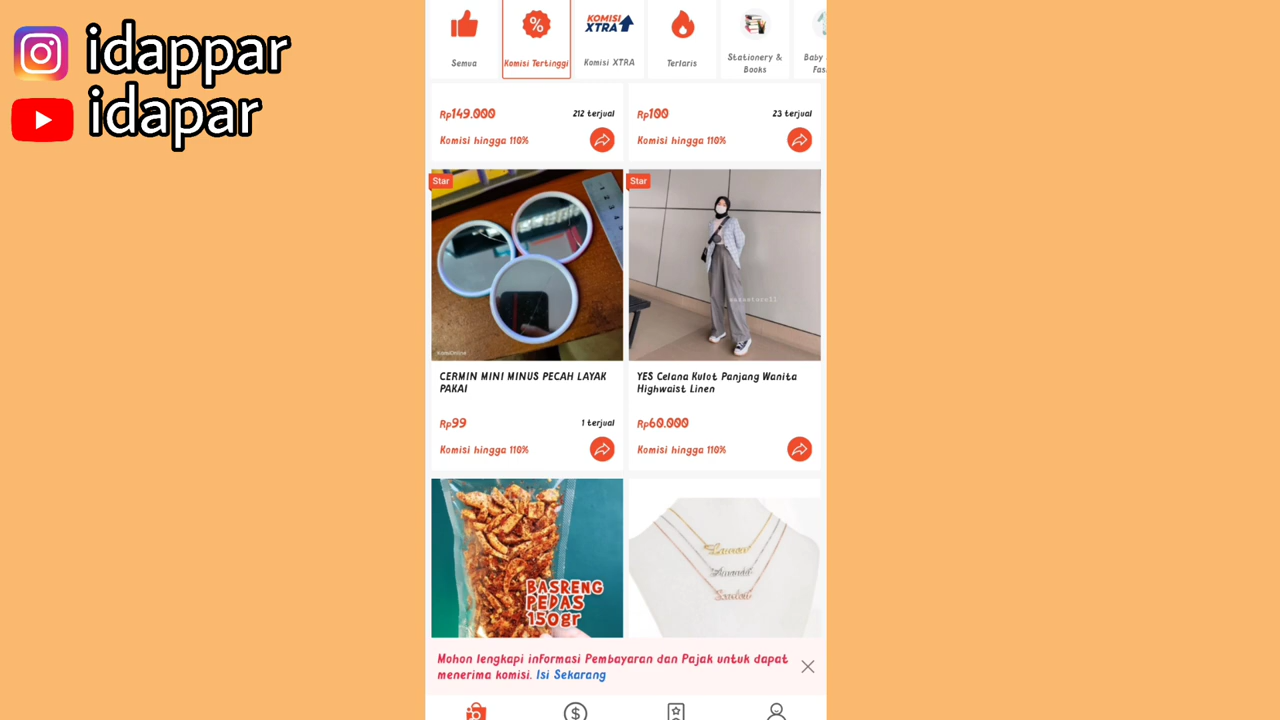 idappar
idapar
%
KOMISI
XTRA
Semua
Komisi Tertinggi
Komisi XTRA
Terlaris
Stationery &
Books
Baby
Fas
Rp149.000
212 terjual
Rp100
23 terjual
Komisi hingga 110%
Komisi hingga 110%
Star
Star
CERMIN MINI MINUS PECAH LAYAK
PAKAI
YES Celana Kulot Panjang Wanita
Highwaist Linen
Rp99
1 terjual
Rp60.000
Komisi hingga 110%
Komisi hingga 110%
BASRENG
PEDAS
150gr
Amanda
Mohon lengkapi inFormasi Pembayaran dan Pajak untuk dapat
menerima komisi. Isi Sekarang
$